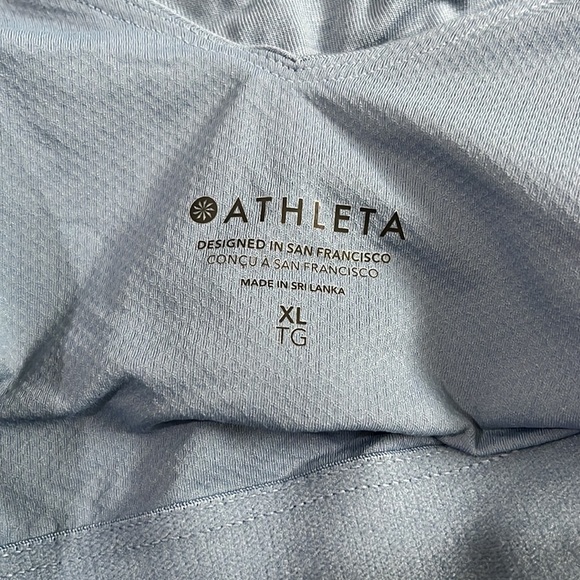 ATHLETA
DESIGNED IN SAN FRANCISCO
CONÇU À SAN FRANCISCO
MADE IN SRI LANKA
XL
TG